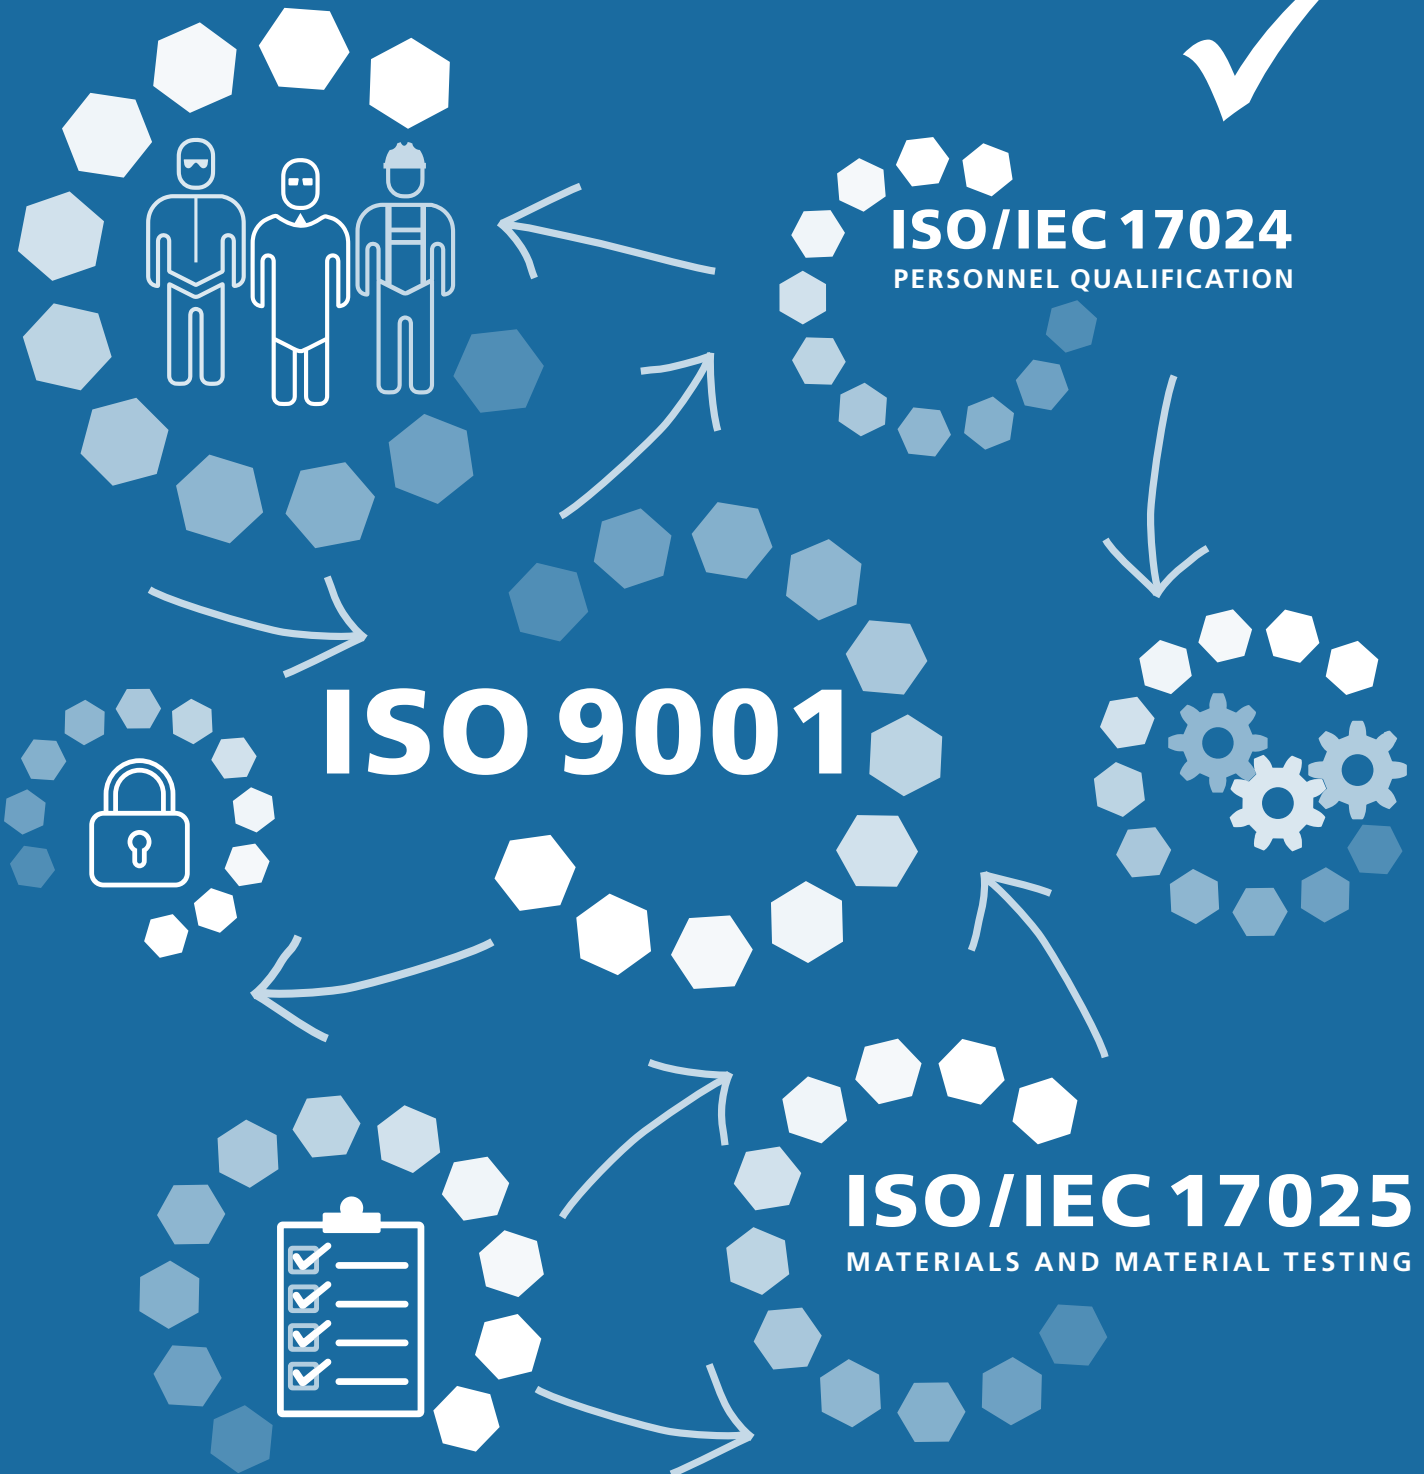 ISO/IEC 17024
PERSONNEL QUALIFICATION
ISO 9001
ISO/IEC 17025
MATERIALS AND MATERIAL TESTING